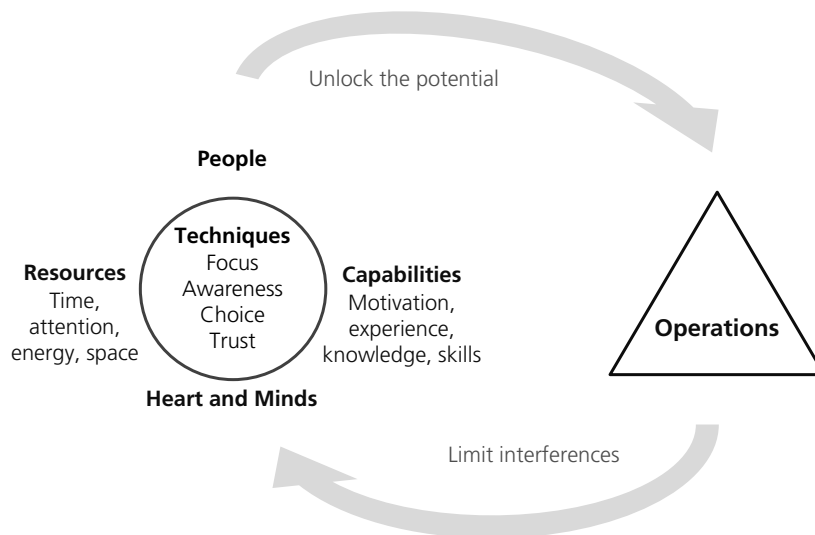 Unlock the potential
People
Techniques
Focus
Awareness
Choice
Trust
Resources
Time,
attention,
energy, space
Capabilities
Motivation,
experience,
knowledge, skills
Heart and Minds
Operations
Limit interferences